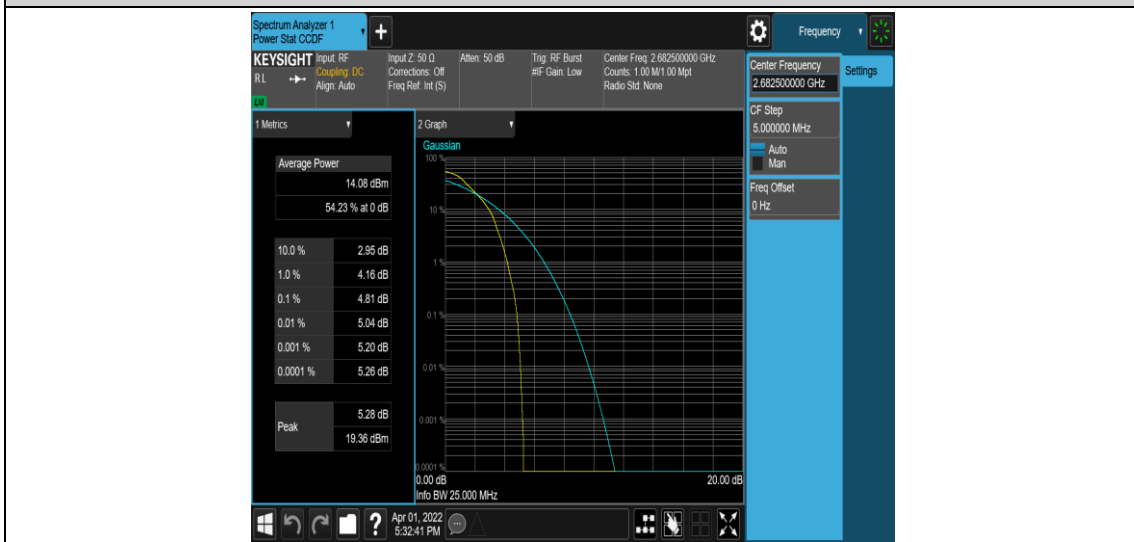 Spectrum Analyzer 1
Power Stat CCDF
+
Frequency
KEYSIGHT
RL
Input: RF
Coupling: DC
Align: Auto
Input Z: 50 Ω
Corrections: Off
Freq Ref: Int (S)
Atten: 50 dB
Trig: RF Burst
#IF Gain: Low
Center Freq: 2.682500000 GHz
Counts: 1.00 M/1.00 Mpt
Radio Std: None
Center Frequency
2.682500000 GHz
Settings
CF Step
5.000000 MHz
Auto
Man
Freq Offset
0 Hz
1 Metrics
Average Power
14.08 dBm
54.23 % at 0 dB
10.0 % 2.95 dB
1.0 % 4.16 dB
0.1 % 4.81 dB
0.01 % 5.04 dB
0.001 % 5.20 dB
0.0001 % 5.26 dB
Peak
5.28 dB
19.36 dBm
2 Graph
Gaussian
100 %
10 %
1 %
0.1 %
0.01 %
0.001 %
0.0001 %
0.00 dB
20.00 dB
Info BW 25.000 MHz
?
Apr 01, 2022
5:32:41 PM